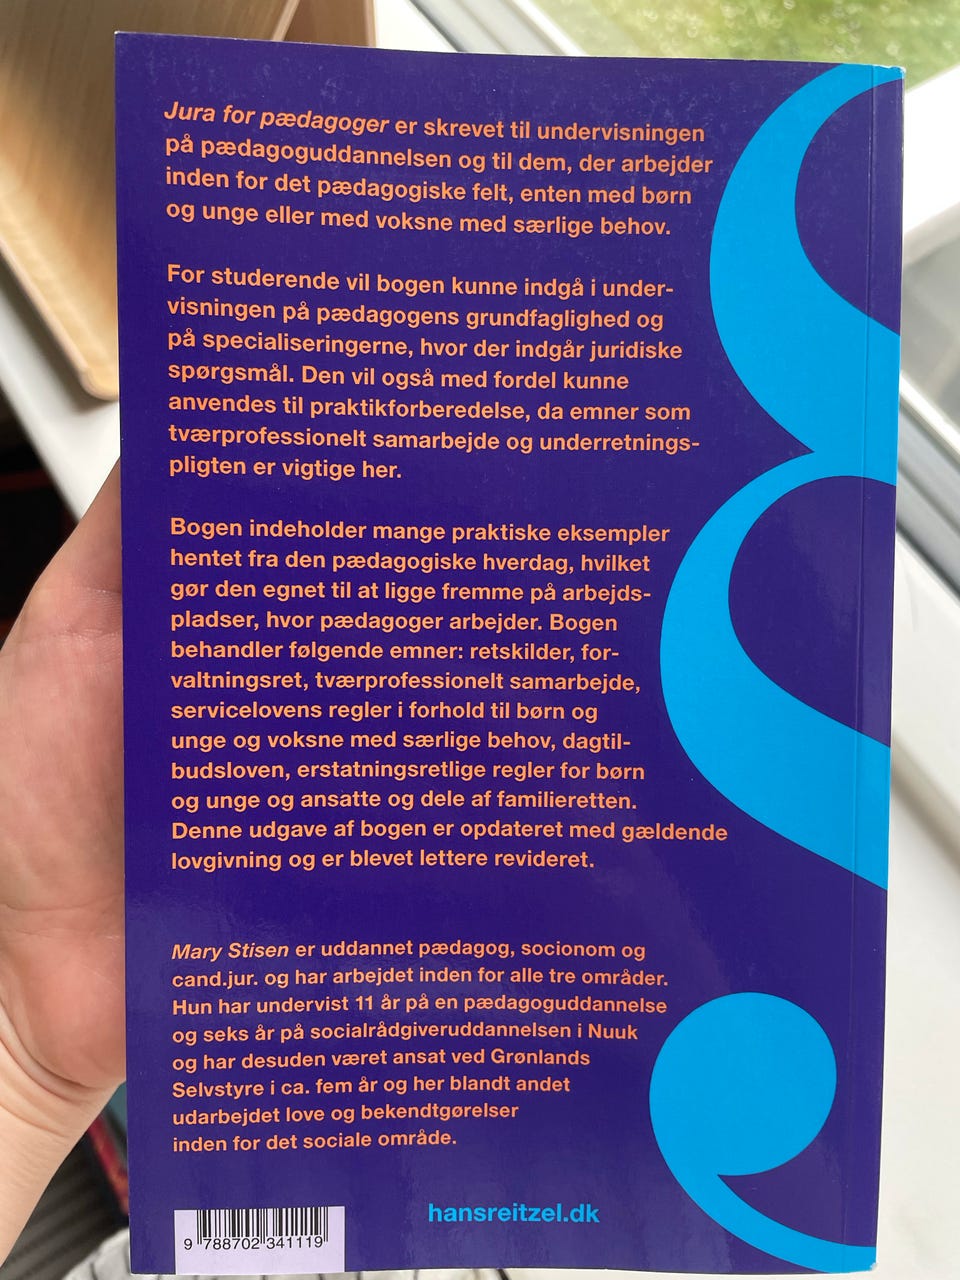 Jura for pædagoger er skrevet til undervisningen
på pædagoguddannelsen og til dem, der arbejder
inden for det pædagogiske felt, enten med børn
og unge eller med voksne med særlige behov.
For studerende vil bogen kunne indgå i under-
visningen på pædagogens grundfaglighed og
på specialiseringerne, hvor der indgår juridiske
spørgsmål. Den vil også med fordel kunne
anvendes til praktikforberedelse, da emner som
tværprofessionelt samarbejde og underretnings-
pligten er vigtige her.
Bogen indeholder mange praktiske eksempler
hentet fra den pædagogiske hverdag, hvilket
gør den egnet til at ligge fremme på arbejds-
pladser, hvor pædagoger arbejder. Bogen
behandler følgende emner: retskilder, for-
valtningsret, tværprofessionelt samarbejde,
servicelovens regler i forhold til børn og
unge og voksne med særlige behov, dagtil-
budsloven, erstatningsretlige regler for børn
og unge og ansatte og dele af familieretten.
Denne udgave af bogen er opdateret med gældende
lovgivning og er blevet lettere revideret.
Mary Stisen er uddannet pædagog, socionom og
cand.jur. og har arbejdet inden for alle tre områder.
Hun har undervist 11 år på en pædagoguddannelse
og seks år på socialrådgiveruddannelsen i Nuuk
og har desuden været ansat ved Grønlands
Selvstyre i ca. fem år og her blandt andet
udarbejdet love og bekendtgørelser
inden for det sociale område.
hansreitzel.dk
9 788702 341119